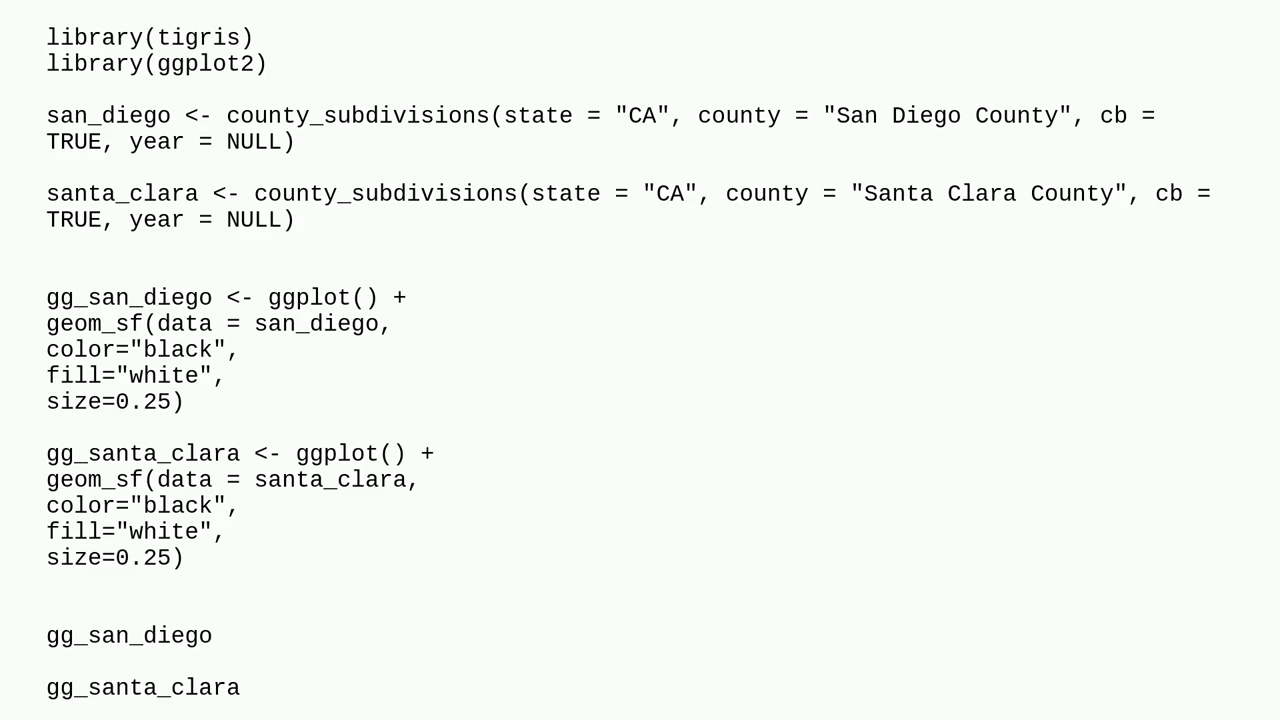 library(tigris)
library(ggplot2)
san_diego <- county_subdivisions(state = "CA", county = "San Diego County", cb =
TRUE, year = NULL)
santa_clara <- county_subdivisions(state = "CA", county = "Santa Clara County", cb =
TRUE, year = NULL)
gg_san_diego <- ggplot() +
geom_sf(data = san_diego,
color="black",
fill="white",
size=0.25)
gg_santa_clara <- ggplot() +
geom_sf(data = santa_clara,
color="black",
fill="white",
size=0.25)
gg_san_diego
gg_santa_clara